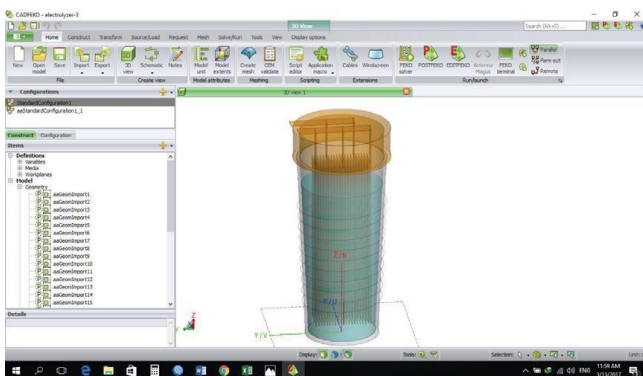 CADFEKO - electrolyzer-3
3D View
Search (Alt+Q) ...
Home Construct Transform Source/Load Request Mesh Solve/Run Tools View Display options
New Open model Save Import Export 3D view Schematic Notes Model unit Model extents Create mesh CEM validate Script editor Application macro Cables Windscreen FEKO solver POSTFEKO EDITFEKO Antenna Magus FEKO terminal Parallel Farm out Remote
File Create view Model attributes Meshing Scripting Extensions Run/launch
Configurations
3D view 1
StandardConfiguration1
aaStandardConfiguration1_1
Construct Configuration
Items
Definitions
Variables
Media
Workplanes
Model
Geometry
aaGeomImport1
aaGeomImport2
aaGeomImport3
aaGeomImport4
aaGeomImport5
aaGeomImport6
aaGeomImport7
aaGeomImport8
aaGeomImport9
aaGeomImport10
aaGeomImport11
aaGeomImport12
aaGeomImport13
aaGeomImport14
aaGeomImport15
Details
Z/N
Y/V
Z
Y
Display: Tools: Selection:
ENG 11:59 AM
3/13/2017